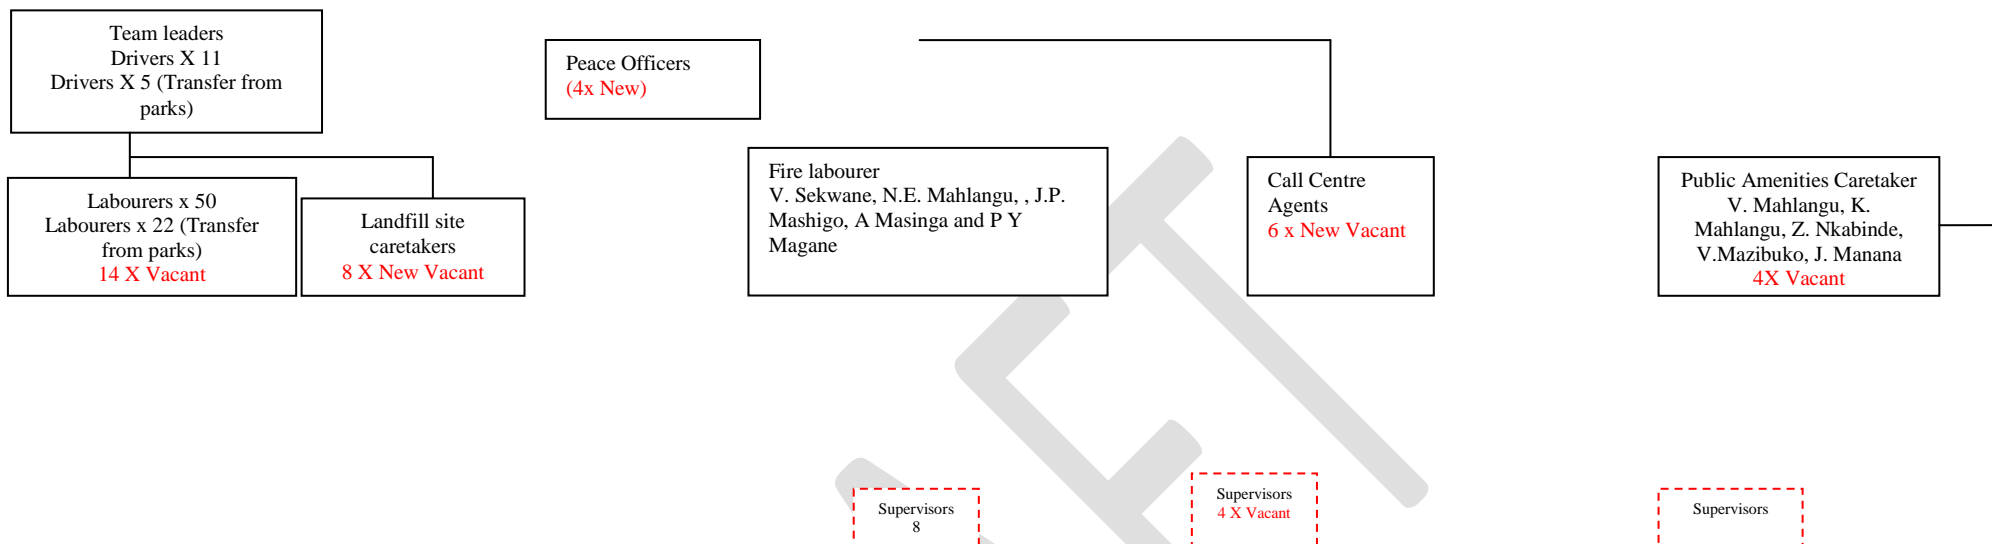 Team leaders
Drivers X 11
Drivers X 5 (Transfer from
parks)
Peace Officers
(4x New)
Labourers x 50
Labourers x 22 (Transfer
from parks)
14 X Vacant
Landfill site
caretakers
8 X New Vacant
Fire labourer
V. Sekwane, N.E. Mahlangu, , J.P.
Mashigo, A Masinga and P Y
Magane
Call Centre
Agents
6 x New Vacant
Public Amenities Caretaker
V. Mahlangu, K.
Mahlangu, Z. Nkabinde,
V.Mazibuko, J. Manana
4X Vacant
Supervisors
8
Supervisors
4 X Vacant
Supervisors